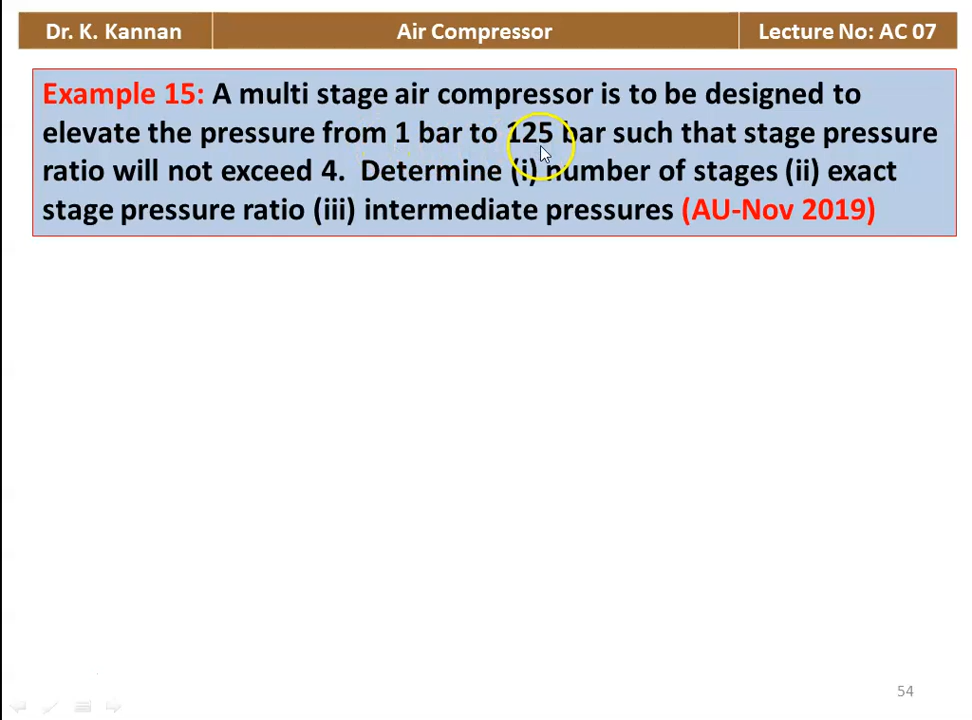 Dr. K. Kannan
Air Compressor
Lecture No: AC 07
Example 15: A multi stage air compressor is to be designed to
elevate the pressure from 1 bar to 125 bar such that stage pressure
ratio will not exceed 4. Determine (i) number of stages (ii) exact
stage pressure ratio (iii) intermediate pressures (AU-Nov 2019)
54